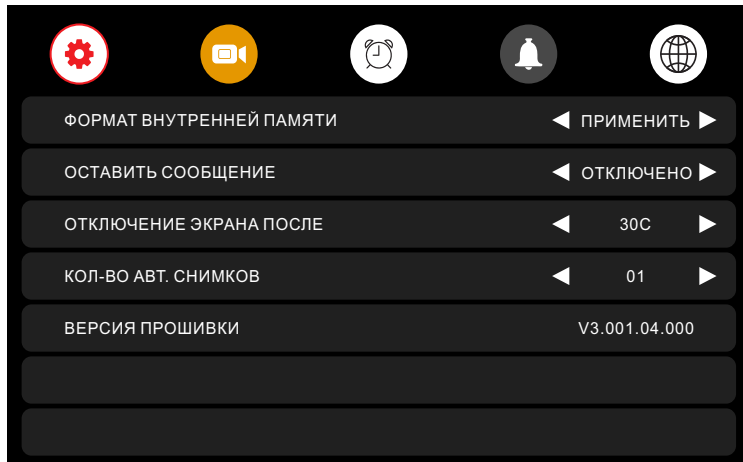 ФОРМАТ ВНУТРЕННЕЙ ПАМЯТИ ПРИМЕНИТЬ
ОСТАВИТЬ СООБЩЕНИЕ ОТКЛЮЧЕНО
ОТКЛЮЧЕНИЕ ЭКРАНА ПОСЛЕ 30С
КОЛ-ВО АВТ. СНИМКОВ 01
ВЕРСИЯ ПРОШИВКИ V3.001.04.000